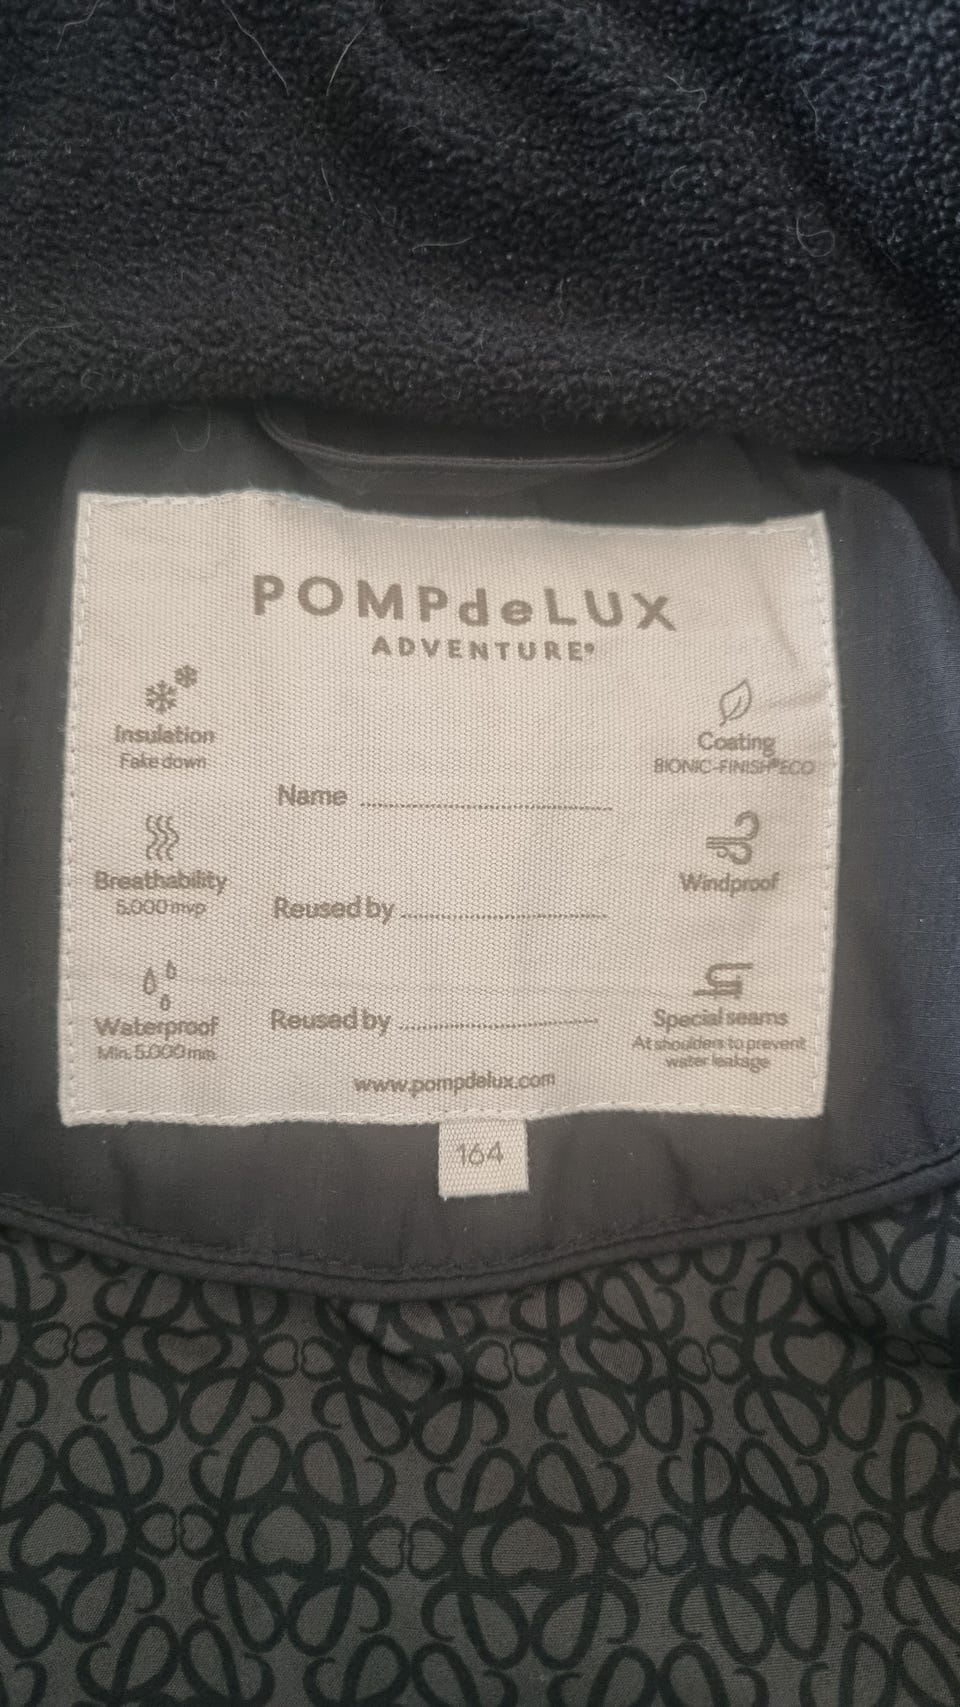 POMPdeLUX
ADVENTURE®
Insulation
Fake down
Breathability
5.000 mvp
Waterproof
Min. 5.000 mm
Name
Reused by
Reused by
www.pompdelux.com
Coating
BIONIC-FINISH®ECO
Windproof
Special seams
At shoulders to prevent
water leakage
164